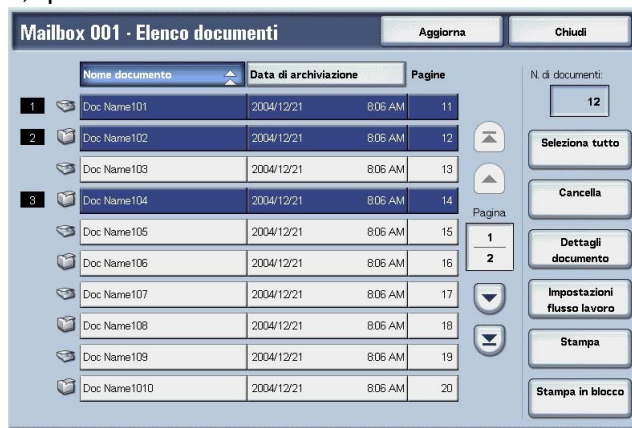 Mailbox 001 - Elenco documenti
Aggiorna
Chiudi
Nome documento
Data di archiviazione
Pagine
N. di documenti:
12
1 Doc Name101 2004/12/21 8:06 AM 11
2 Doc Name102 2004/12/21 8:06 AM 12
Doc Name103 2004/12/21 8:06 AM 13
3 Doc Name104 2004/12/21 8:06 AM 14
Doc Name105 2004/12/21 8:06 AM 15
Doc Name106 2004/12/21 8:06 AM 16
Doc Name107 2004/12/21 8:06 AM 17
Doc Name108 2004/12/21 8:06 AM 18
Doc Name109 2004/12/21 8:06 AM 19
Doc Name1010 2004/12/21 8:06 AM 20
Pagina
1
2
Seleziona tutto
Cancella
Dettagli
documento
Impostazioni
flusso lavoro
Stampa
Stampa in blocco